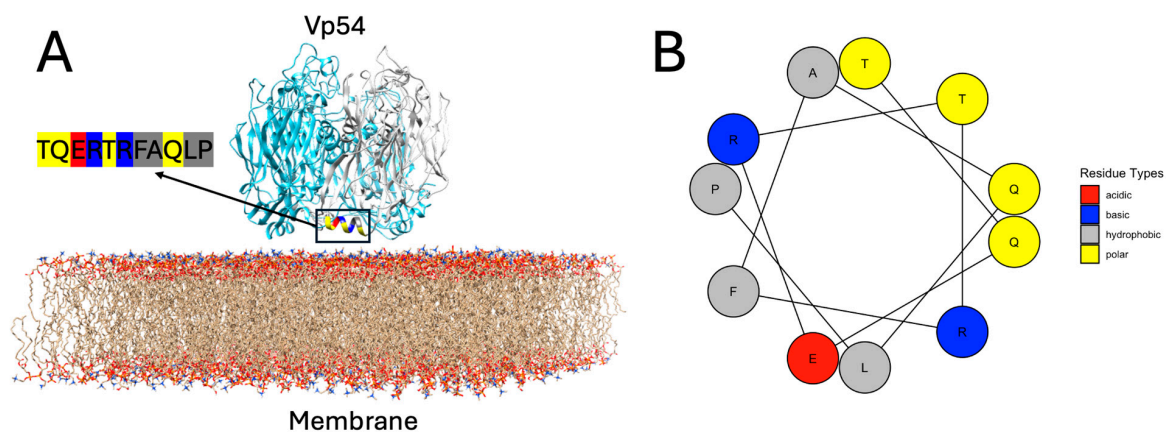 A
Vp54
TQERTRFAQLP
Membrane
B
A
T
T
R
P
Q
Q
F
R
E
L
Residue Types
acidic
basic
hydrophobic
polar